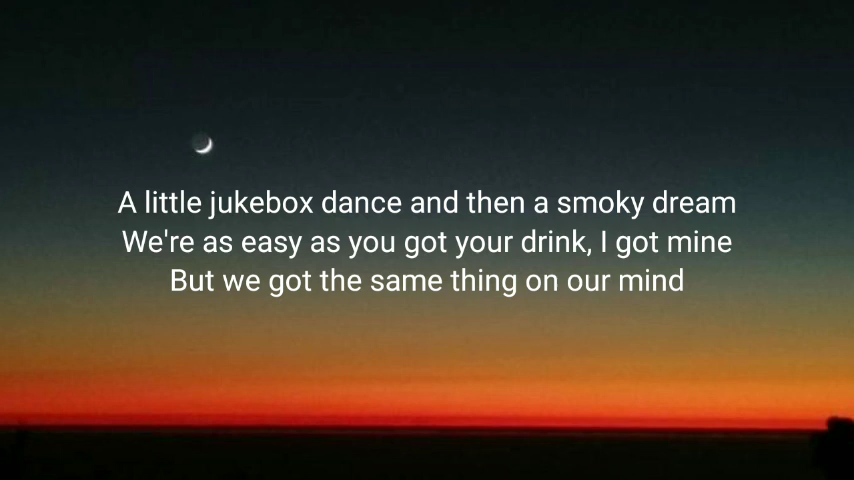 A little jukebox dance and then a smoky dream
We're as easy as you got your drink, I got mine
But we got the same thing on our mind